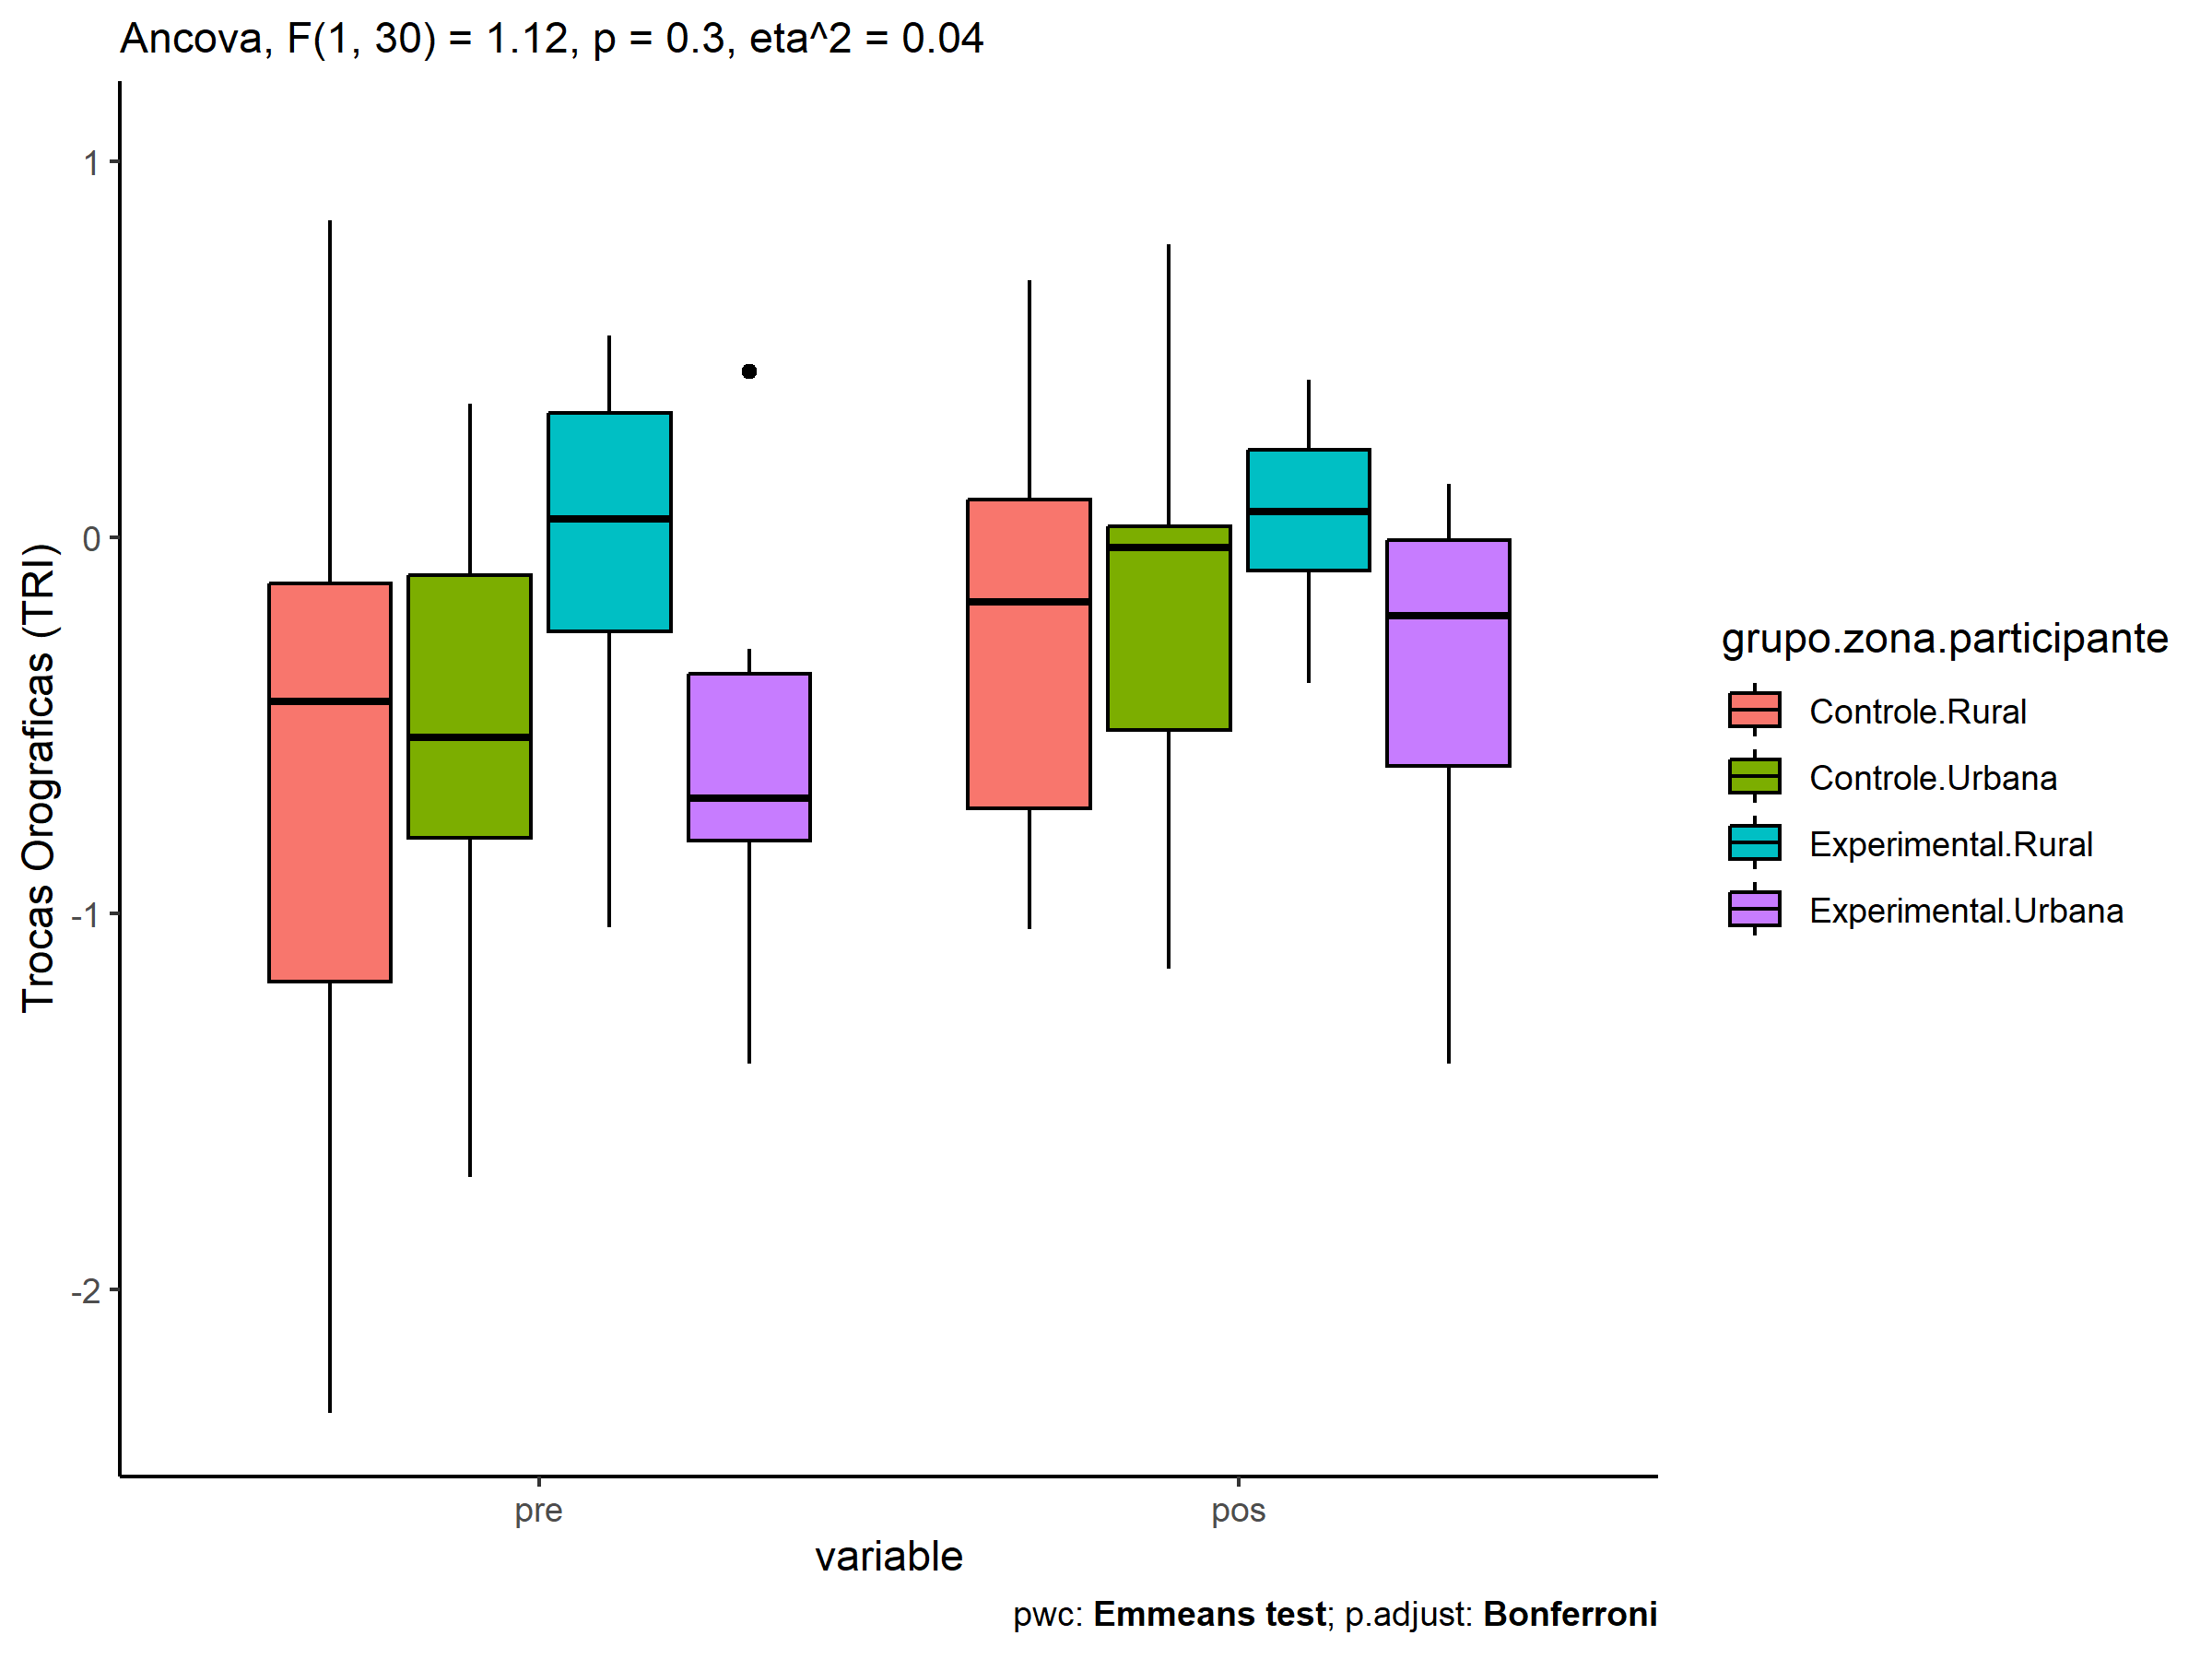 Ancova, F(1, 30) = 1.12, p = 0.3, eta^2 = 0.04
Trocas Orograficas (TRI)
1
0
-1
-2
pre
pos
variable
grupo.zona.participante
Controle.Rural
Controle.Urbana
Experimental.Rural
Experimental.Urbana
pwc: Emmeans test; p.adjust: Bonferroni